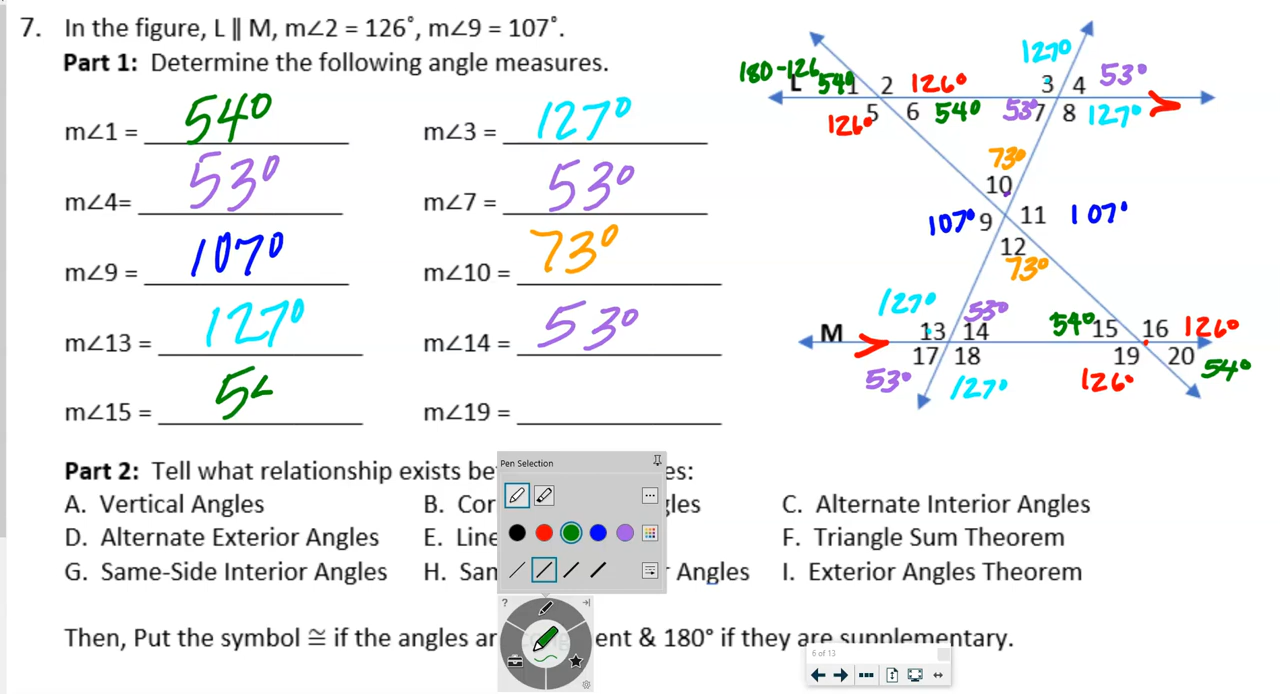 7. In the figure, L ∥ M, m∠2 = 126°, m∠9 = 107°.
Part 1: Determine the following angle measures.
m∠1 = 54° m∠3 = 127°
m∠4= 53° m∠7 = 53°
m∠9 = 107° m∠10 = 73°
m∠13 = 127° m∠14 = 53°
m∠15 = 54 m∠19 =
127°
180-126 54° 1 2 126° 3 4 53°
L
126° 5 6 54° 53° 7 8 127°
73°
10
107° 9 11 107°
12
73°
127° 53°
M 13 14 54° 15 16 126°
17 18 19 20 54°
53° 127° 126°
Part 2: Tell what relationship exists be es:
A. Vertical Angles B. Cor gles C. Alternate Interior Angles
D. Alternate Exterior Angles E. Line F. Triangle Sum Theorem
G. Same-Side Interior Angles H. San r Angles I. Exterior Angles Theorem
Then, Put the symbol ≅ if the angles ar ent & 180° if they are supplementary.
Pen Selection
?
6 of 13